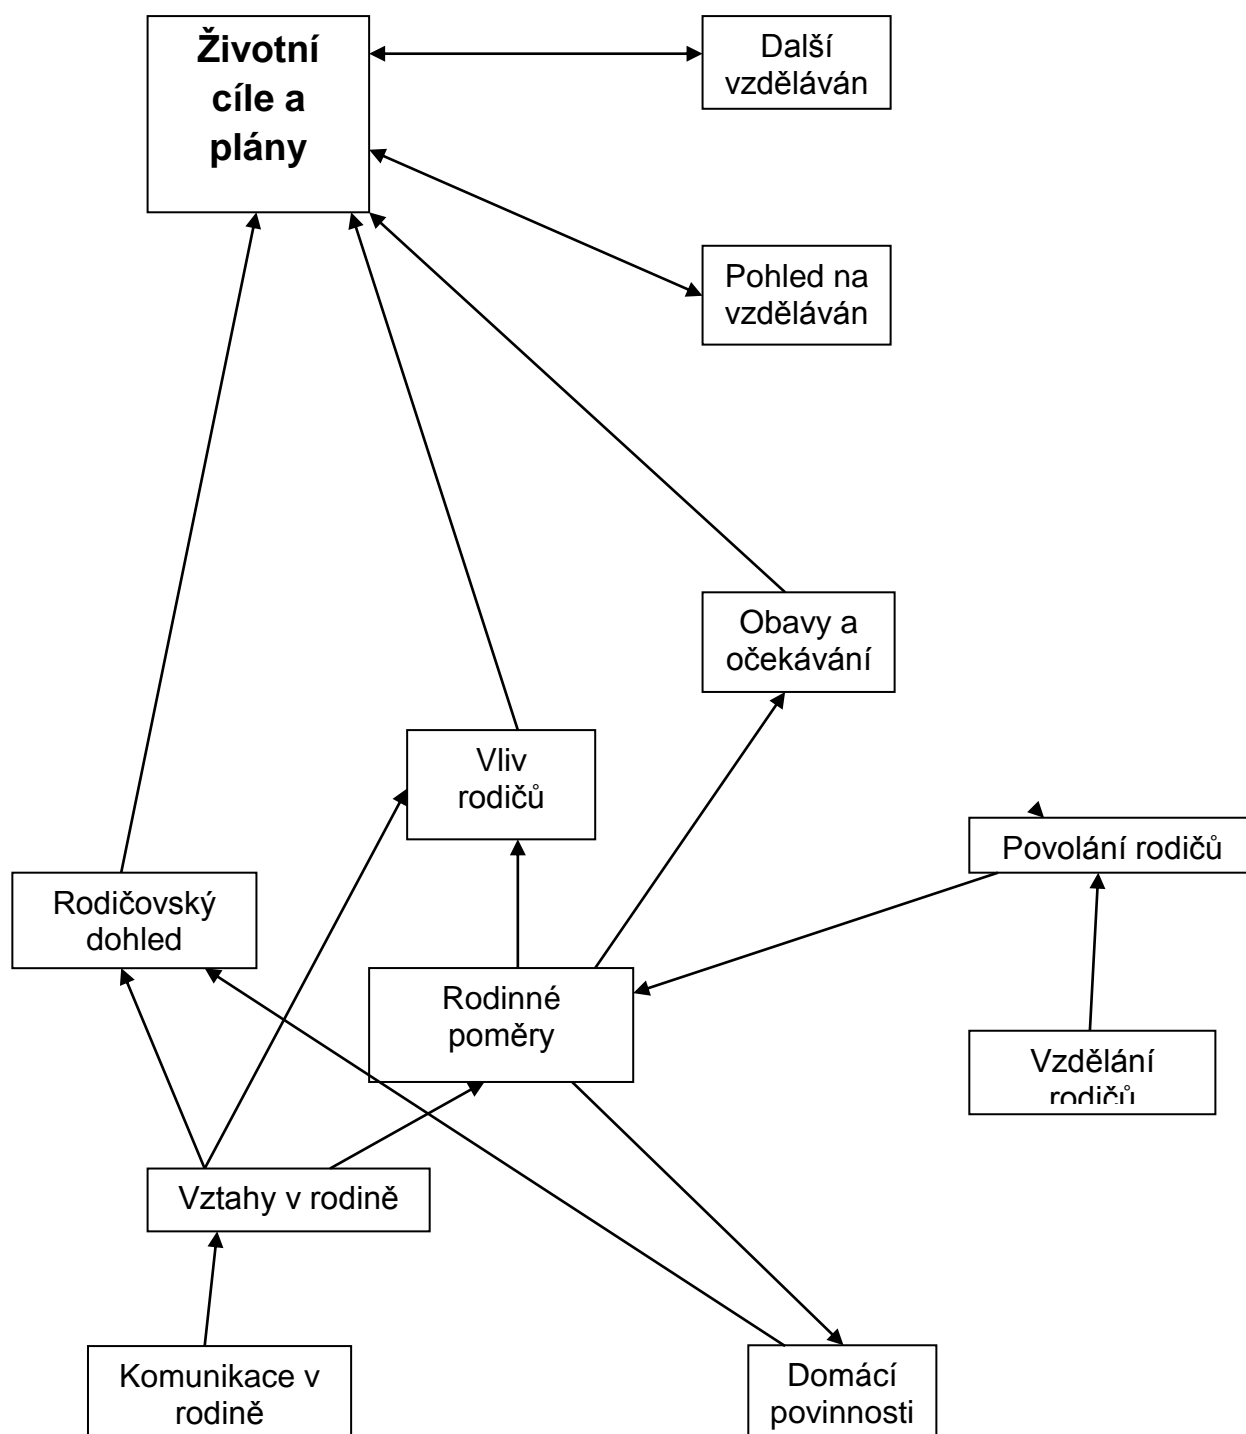 Životní
cíle a
plány
Další
vzděláván
Pohled na
vzděláván
Obavy a
očekávání
Vliv
rodičů
Povolání rodičů
Rodičovský
dohled
Rodinné
poměry
Vzdělání
rodičů
Vztahy v rodině
Komunikace v
rodině
Domácí
povinnosti